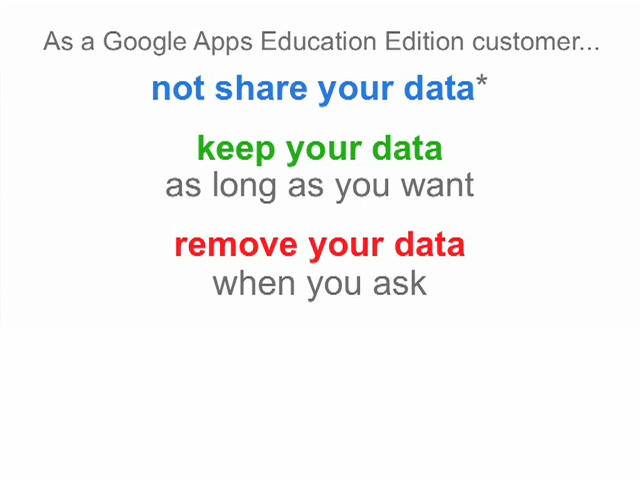 As a Google Apps Education Edition customer...
not share your data*
keep your data
as long as you want
remove your data
when you ask